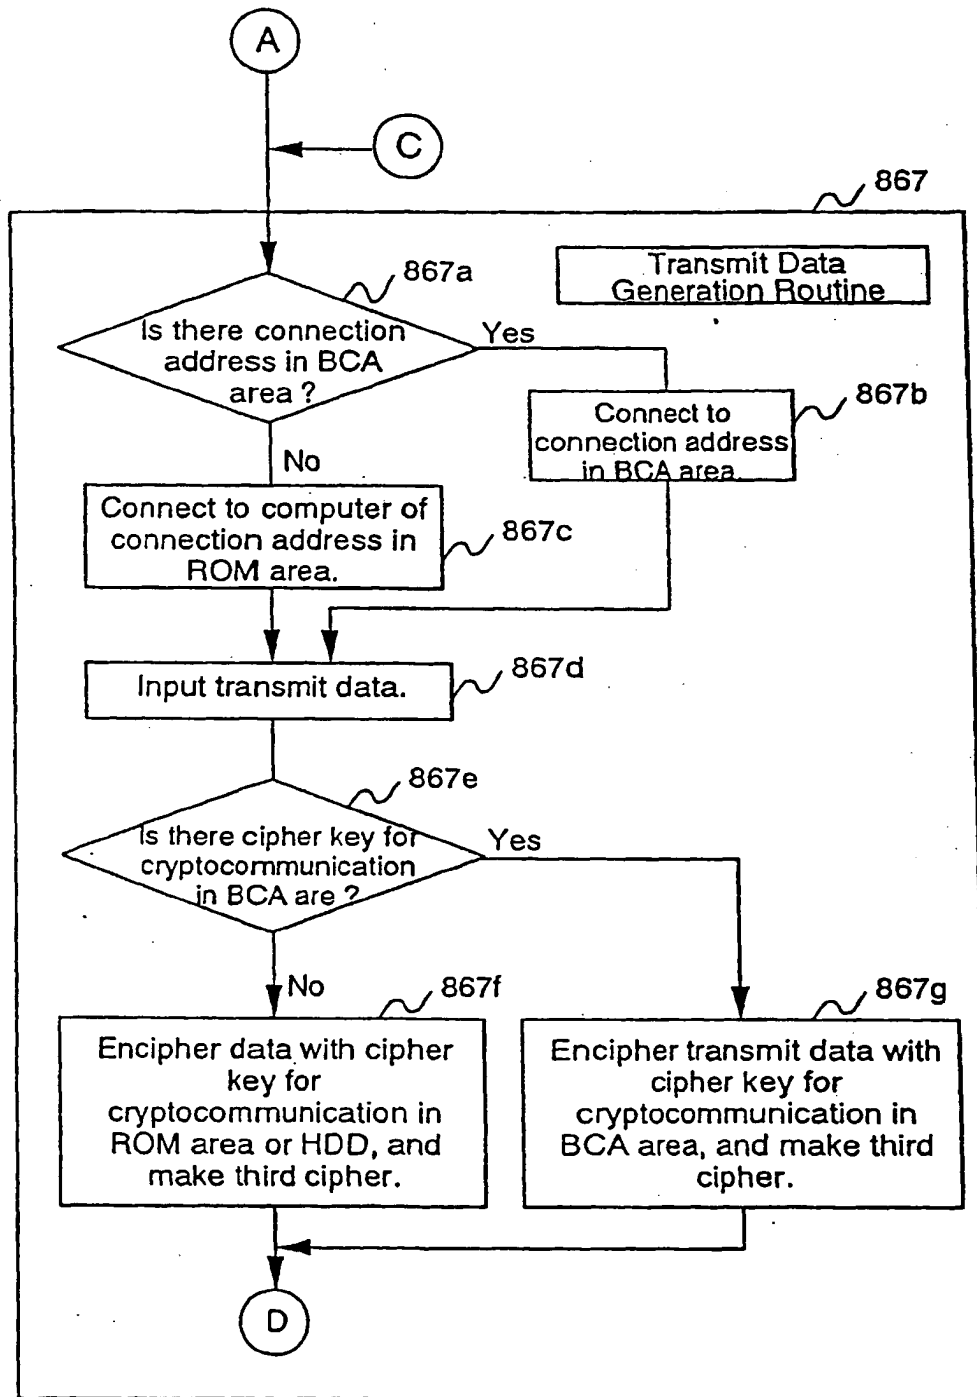 A
C
867
867a
Transmit Data
Generation Routine
Is there connection
address in BCA
area ?
Yes
867b
Connect to
connection address
in BCA area.
No
Connect to computer of
connection address in
ROM area.
867c
Input transmit data.
867d
867e
Is there cipher key for
cryptocommunication
in BCA are ?
Yes
No
867f
867g
Encipher data with cipher
key for
cryptocommunication in
ROM area or HDD, and
make third cipher.
Encipher transmit data with
cipher key for
cryptocommunication in
BCA area, and make third
cipher.
D